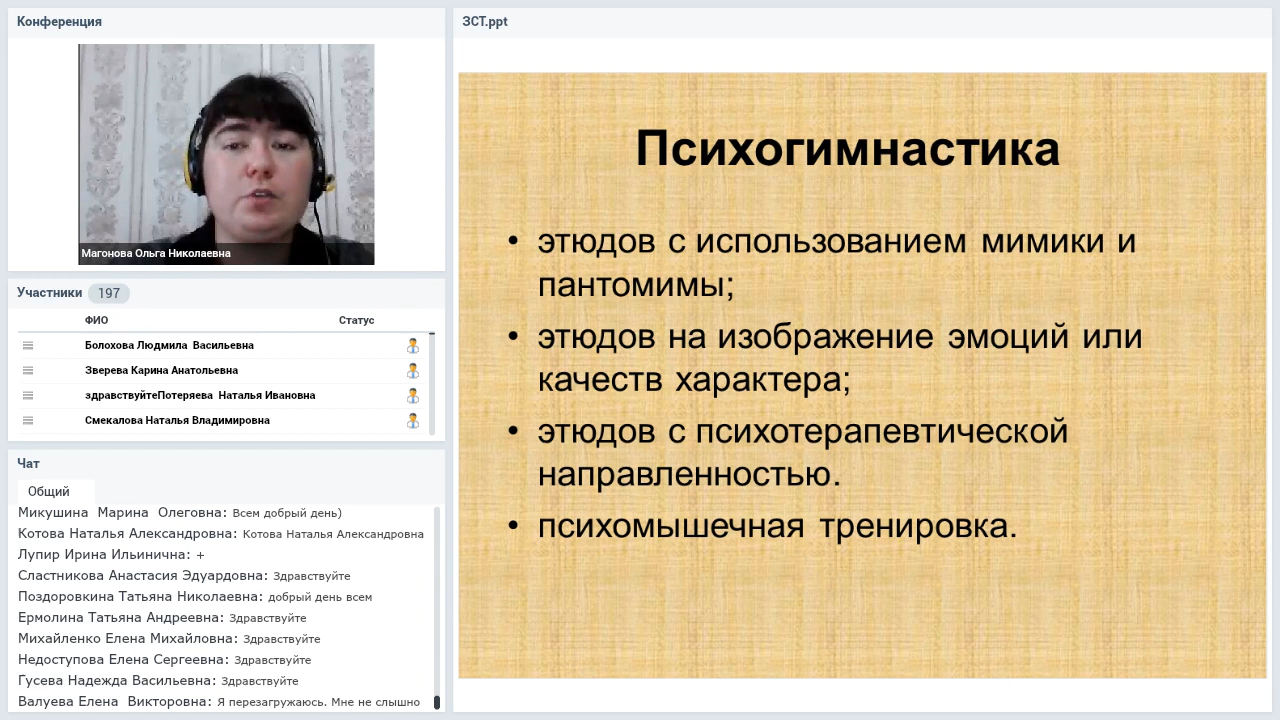 Конференция
Магонова Ольга Николаевна
Участники 197
ФИО Статус
Болохова Людмила Васильевна
Зверева Карина Анатольевна
здравствуйтеПотеряева Наталья Ивановна
Смекалова Наталья Владимировна
Чат
Общий
Микушина Марина Олеговна: Всем добрый день)
Котова Наталья Александровна: Котова Наталья Александровна
Лупир Ирина Ильинична: +
Сластникова Анастасия Эдуардовна: Здравствуйте
Поздоровкина Татьяна Николаевна: добрый день всем
Ермолина Татьяна Андреевна: Здравствуйте
Михайленко Елена Михайловна: Здравствуйте
Недоступова Елена Сергеевна: Здравствуйте
Гусева Надежда Васильевна: Здравствуйте
Валуева Елена Викторовна: Я перезагружаюсь. Мне не слышно
ЗСТ.ppt
Психогимнастика
• этюдов с использованием мимики и
пантомимы;
• этюдов на изображение эмоций или
качеств характера;
• этюдов с психотерапевтической
направленностью.
• психомышечная тренировка.